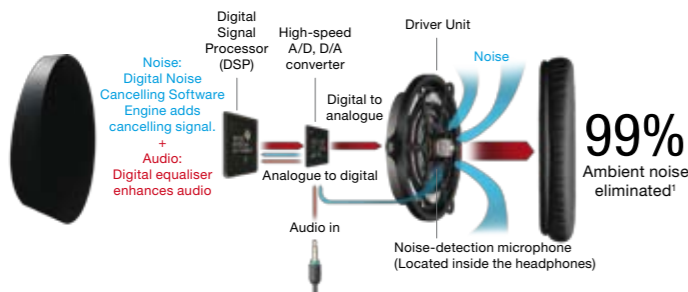 Digital
Signal
Processor
(DSP)
High-speed
A/D, D/A
converter
Driver Unit
Noise:
Digital Noise
Cancelling Software
Engine adds
cancelling signal.
+
Audio:
Digital equaliser
enhances audio
Digital to
analogue
Analogue to digital
Audio in
Noise
Noise-detection microphone
(Located inside the headphones)
99%
Ambient noise
eliminated¹